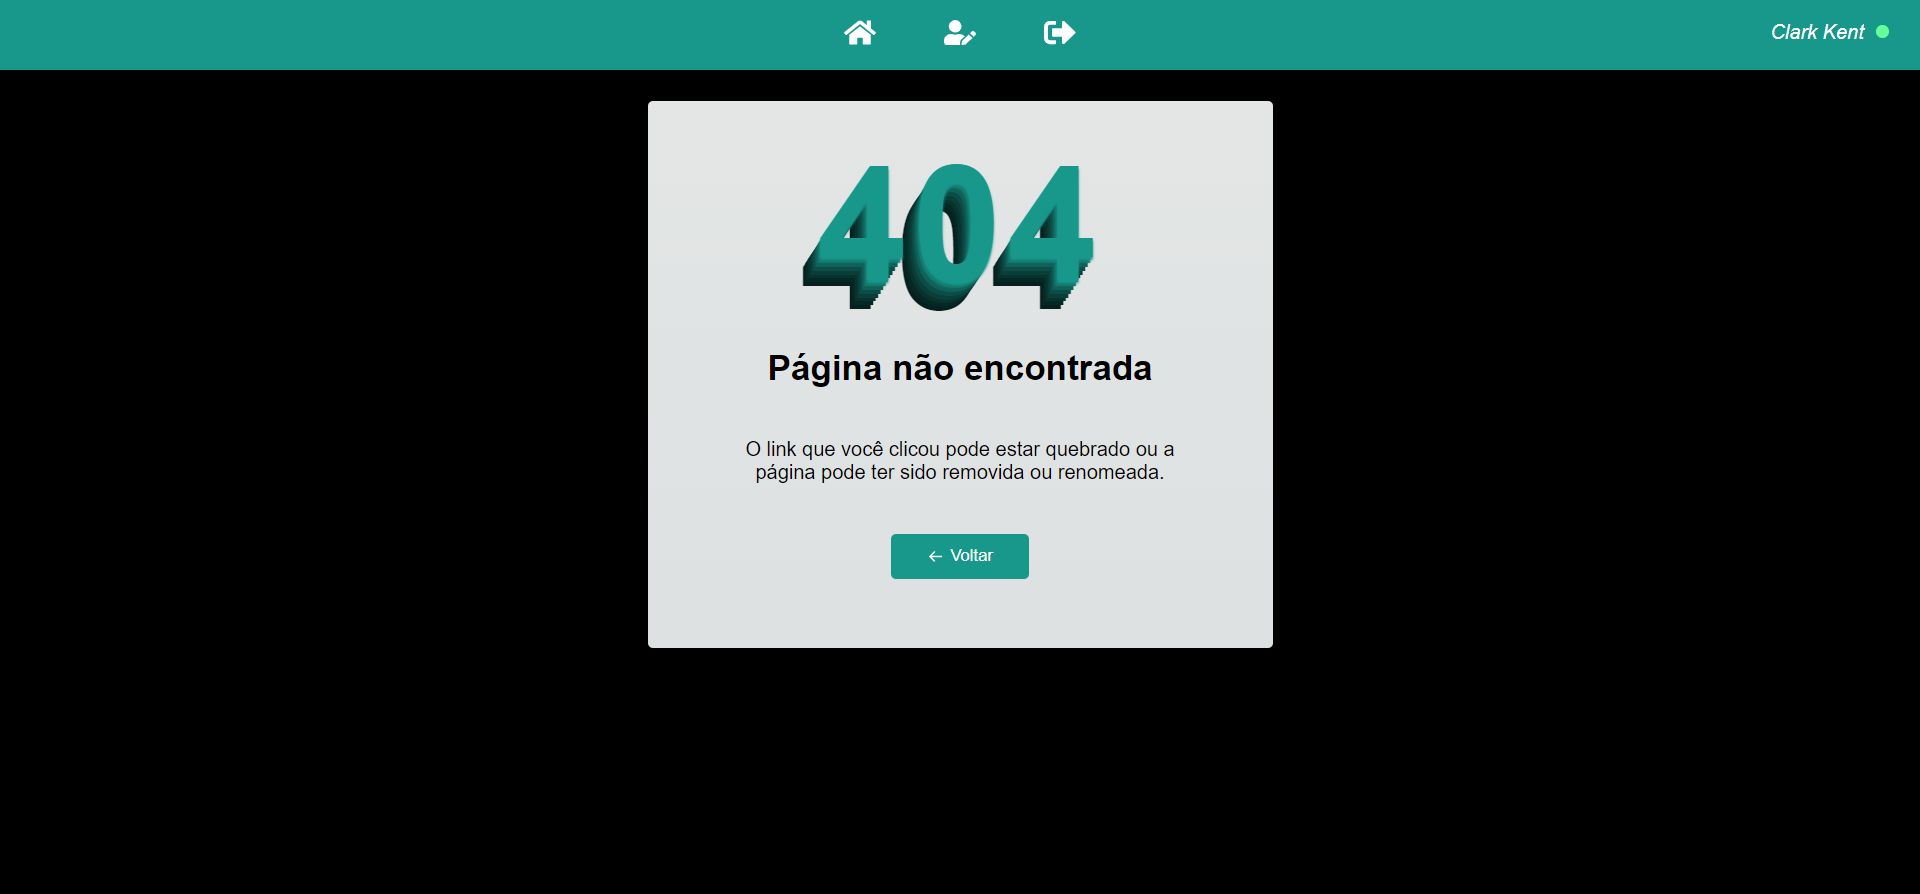 Clark Kent
404
Página não encontrada
O link que você clicou pode estar quebrado ou a
página pode ter sido removida ou renomeada.
← Voltar